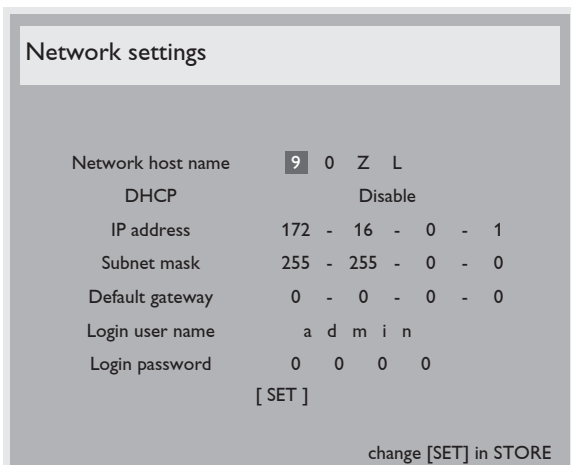 Network settings
Network host name 9 0 Z L
DHCP Disable
IP address 172 - 16 - 0 - 1
Subnet mask 255 - 255 - 0 - 0
Default gateway 0 - 0 - 0 - 0
Login user name a d m i n
Login password 0 0 0 0
[ SET ]
change [SET] in STORE